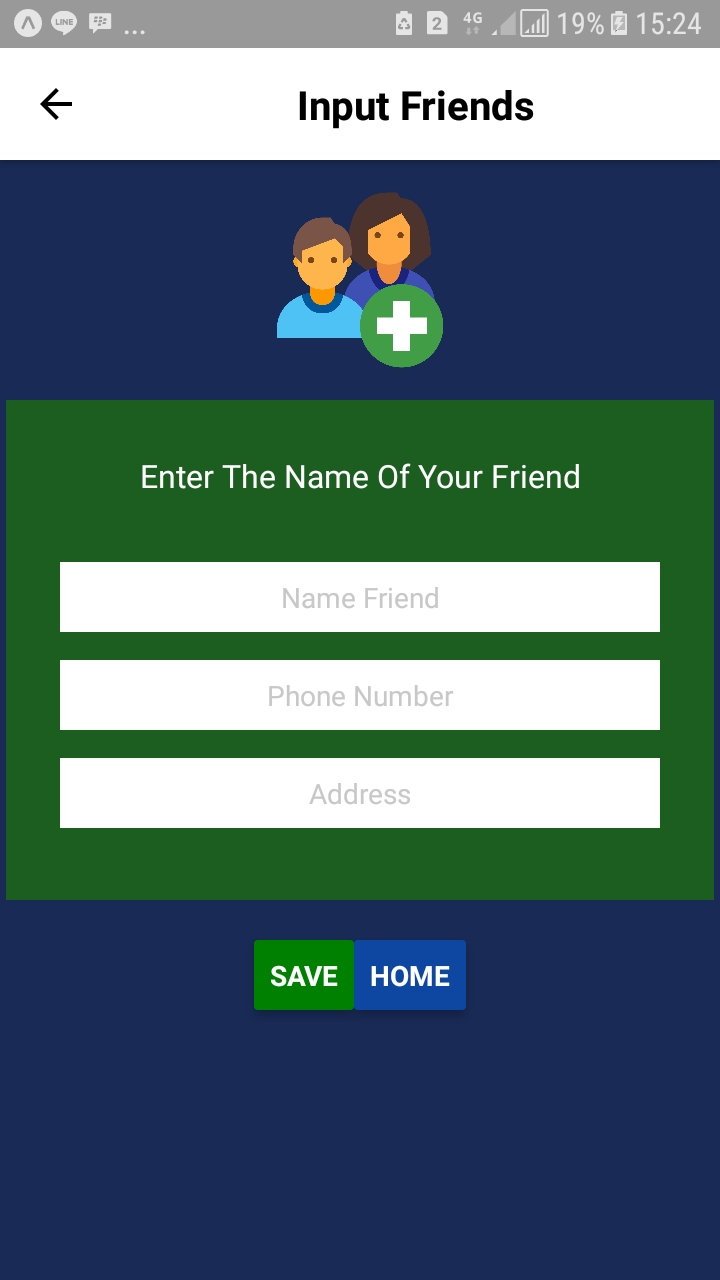 LINE ... 2 4G 19% 15:24
Input Friends
Enter The Name Of Your Friend
Name Friend
Phone Number
Address
SAVE HOME